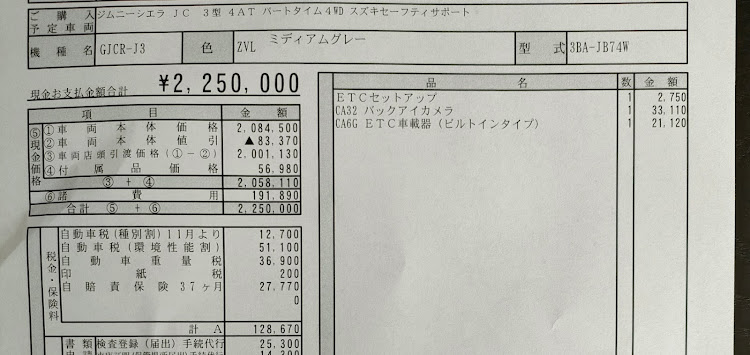 ご購入
予定車両
ジムニーシエラ JC 3型 4AT パートタイム4WD スズキセーフティサポート
機種名 GJCR-J3 色 ZVL ミディアムグレー 型式 3BA-JB74W
現金お支払金額合計 ¥2,250,000
項目 金額
⑤現金価格
①車両本体価格 2,084,500
②車両本体値引 ▲83,370
③車両店頭引渡価格(①-②) 2,001,130
④付属品価格 56,980
③+④ 2,058,110
⑥諸費用 191,890
合計 ⑤+⑥ 2,250,000
税金・保険料
自動車税(種別割)11月より 12,700
自動車税(環境性能割) 51,100
自動車重量税 36,900
印紙税 200
自賠責保険37ヶ月 27,770
0
計A 128,670
書類 検査登録(届出)手続代行 25,300
14,300
品名 数 金額
ETCセットアップ 1 2,750
CA32 バックアイカメラ 1 33,110
CA6G ETC車載器(ビルトインタイプ) 1 21,120